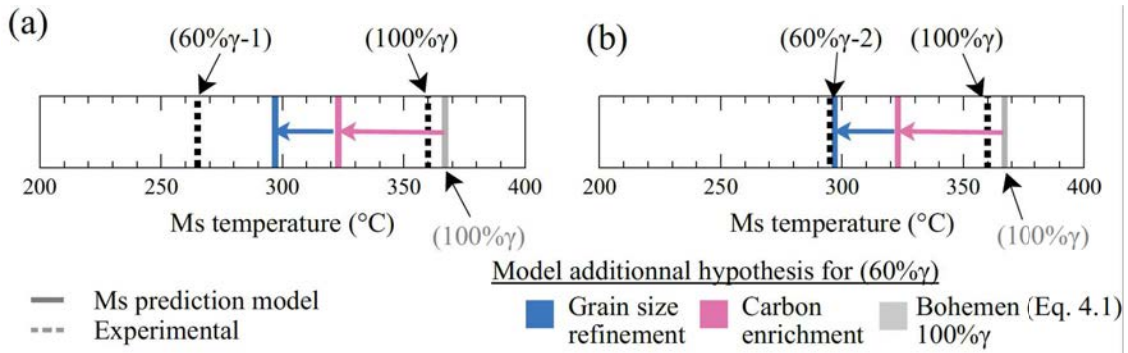 (a)
(60%γ-1)
(100%γ)
200
250
300
350
400
Ms temperature (°C)
(100%γ)
(b)
(60%γ-2)
(100%γ)
200
250
300
350
400
Ms temperature (°C)
(100%γ)
Ms prediction model
Experimental
Model additionnal hypothesis for (60%γ)
Grain size
refinement
Carbon
enrichment
Bohemen (Eq. 4.1)
100%γ